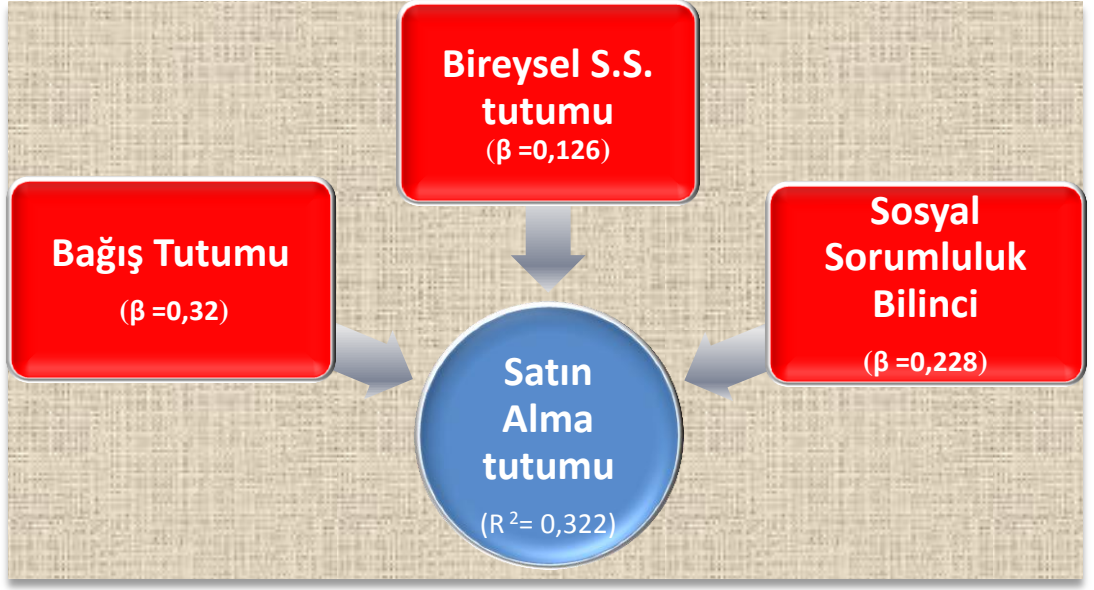 Bireysel S.S.
tutumu
(β =0,126)
Bağış Tutumu
(β =0,32)
Sosyal
Sorumluluk
Bilinci
(β =0,228)
Satın
Alma
tutumu
(R ²= 0,322)